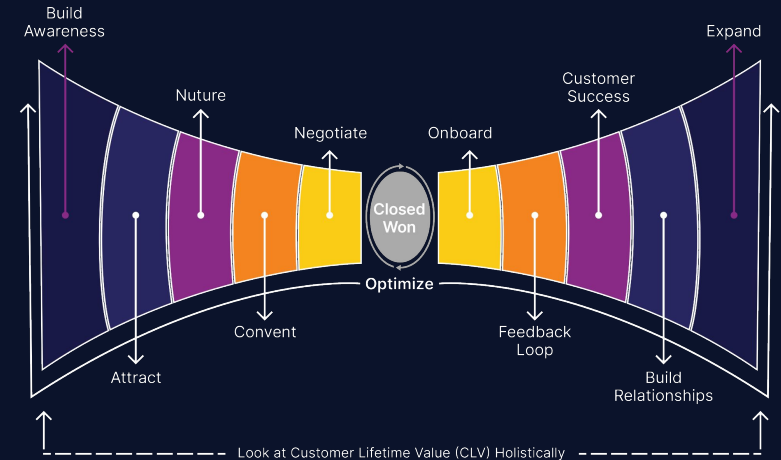 Build
Awareness
Expand
Nuture
Customer
Success
Negotiate
Onboard
Closed
Won
Optimize
Convent
Feedback
Loop
Attract
Build
Relationships
Look at Customer Lifetime Value (CLV) Holistically